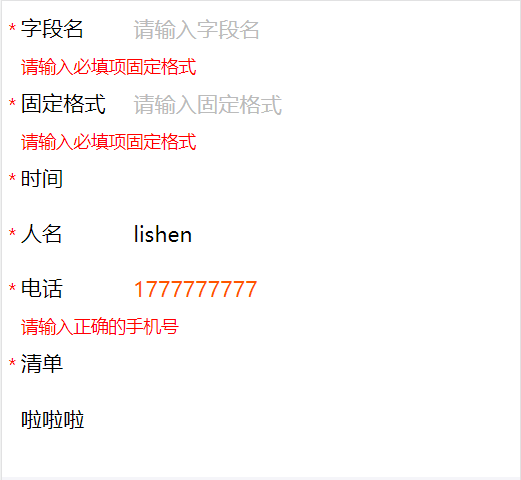 * 字段名 请输入字段名
请输入必填项固定格式
* 固定格式 请输入固定格式
请输入必填项固定格式
* 时间
* 人名 lishen
* 电话 1777777777
请输入正确的手机号
* 清单
啦啦啦